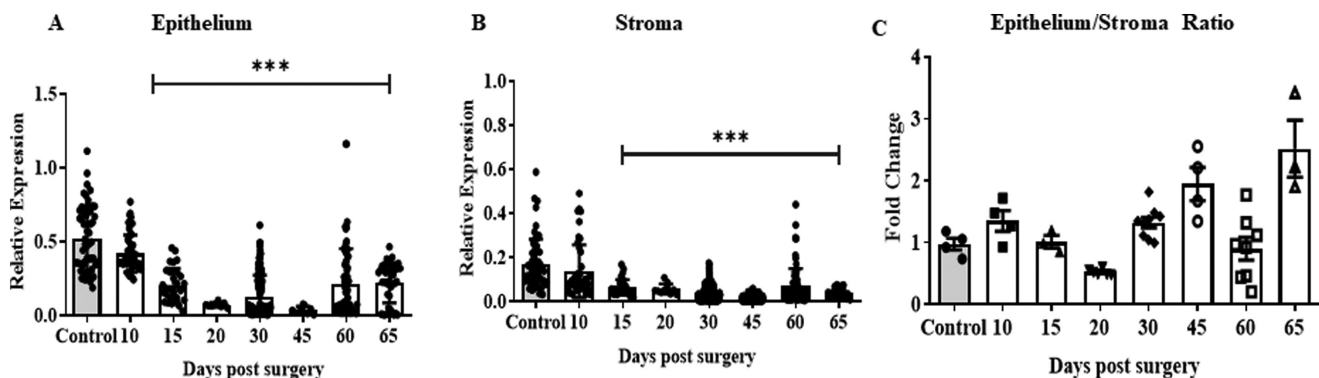 A Epithelium
***
1.5
1.0
0.5
0.0
Relative Expression
Control 10 15 20 30 45 60 65
Days post surgery
B Stroma
***
1.0
0.8
0.6
0.4
0.2
0.0
Relative Expression
Control 10 15 20 30 45 60 65
Days post surgery
C Epithelium/Stroma Ratio
4
3
2
1
0
Fold Change
Control 10 15 20 30 45 60 65
Days post surgery